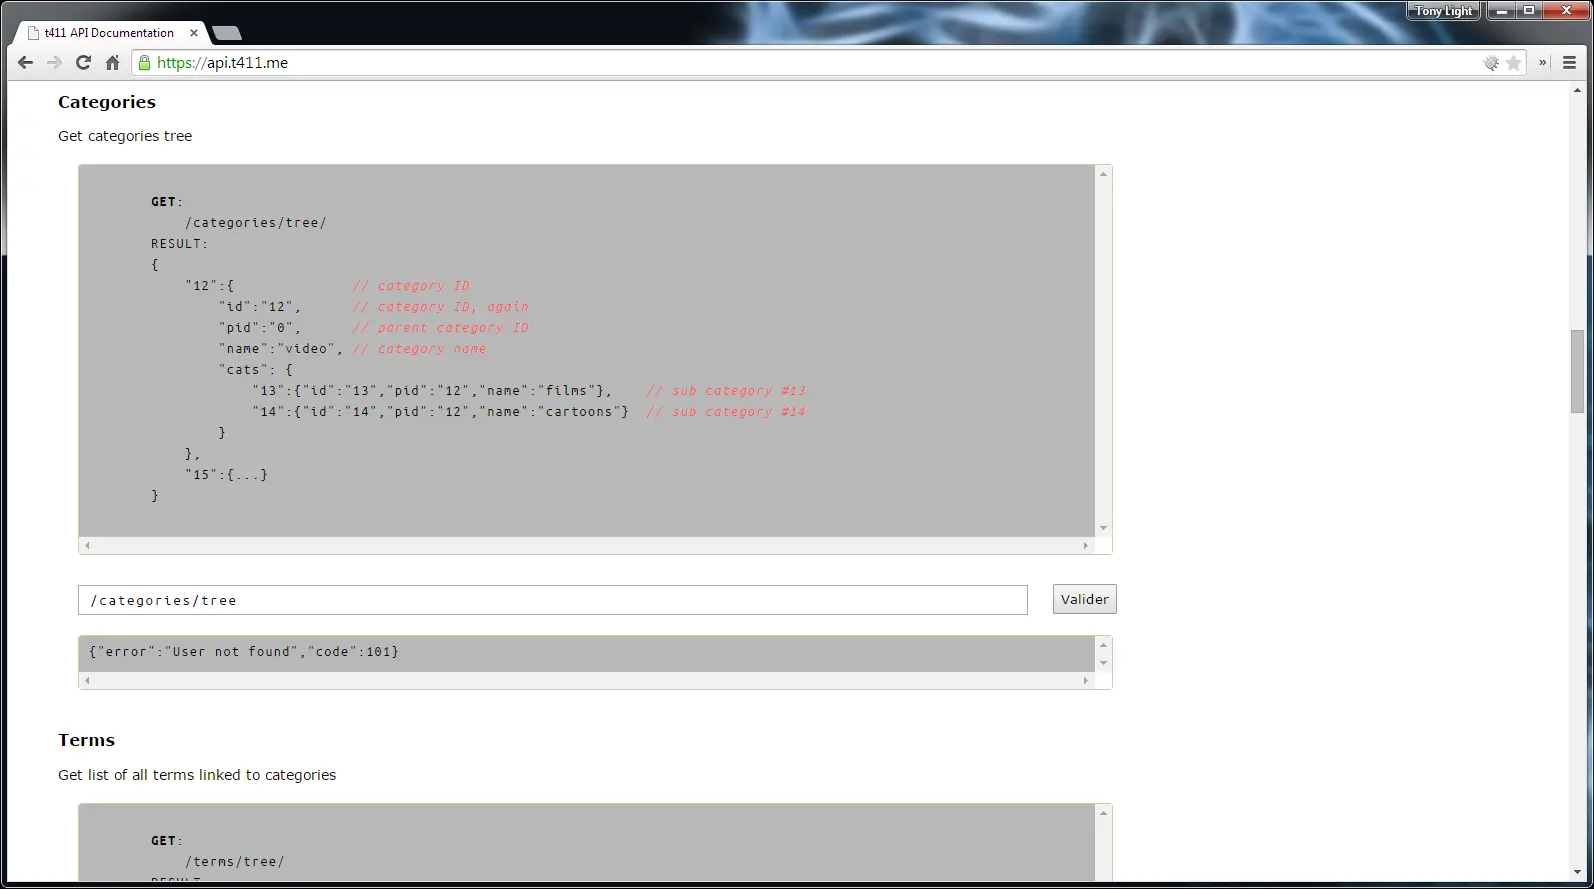 Tony Light
t411 API Documentation
https://api.t411.me
Categories
Get categories tree
GET:
/categories/tree/
RESULT:
{
"12":{ // category ID
"id":"12", // category ID, again
"pid":"0", // parent category ID
"name":"video", // category name
"cats": {
"13":{"id":"13","pid":"12","name":"films"}, // sub category #13
"14":{"id":"14","pid":"12","name":"cartoons"} // sub category #14
}
},
"15":{...}
}
/categories/tree
Valider
{"error":"User not found","code":101}
Terms
Get list of all terms linked to categories
GET:
/terms/tree/
RESULT: